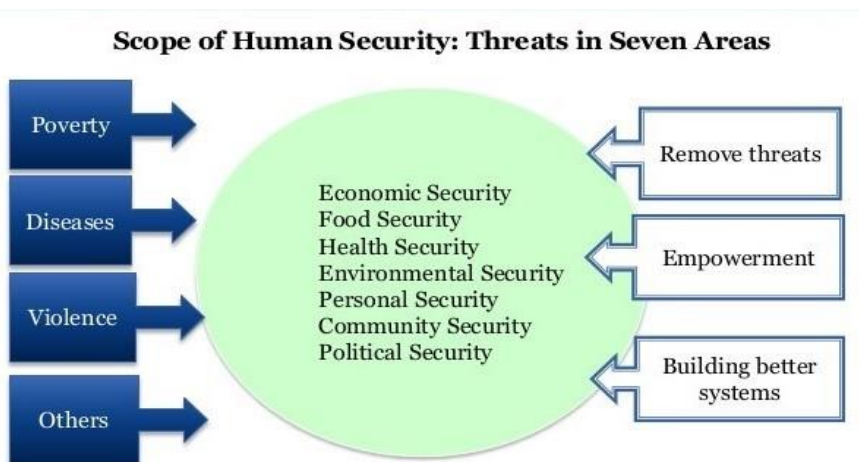 Scope of Human Security: Threats in Seven Areas
Poverty
Diseases
Violence
Others
Economic Security
Food Security
Health Security
Environmental Security
Personal Security
Community Security
Political Security
Remove threats
Empowerment
Building better
systems